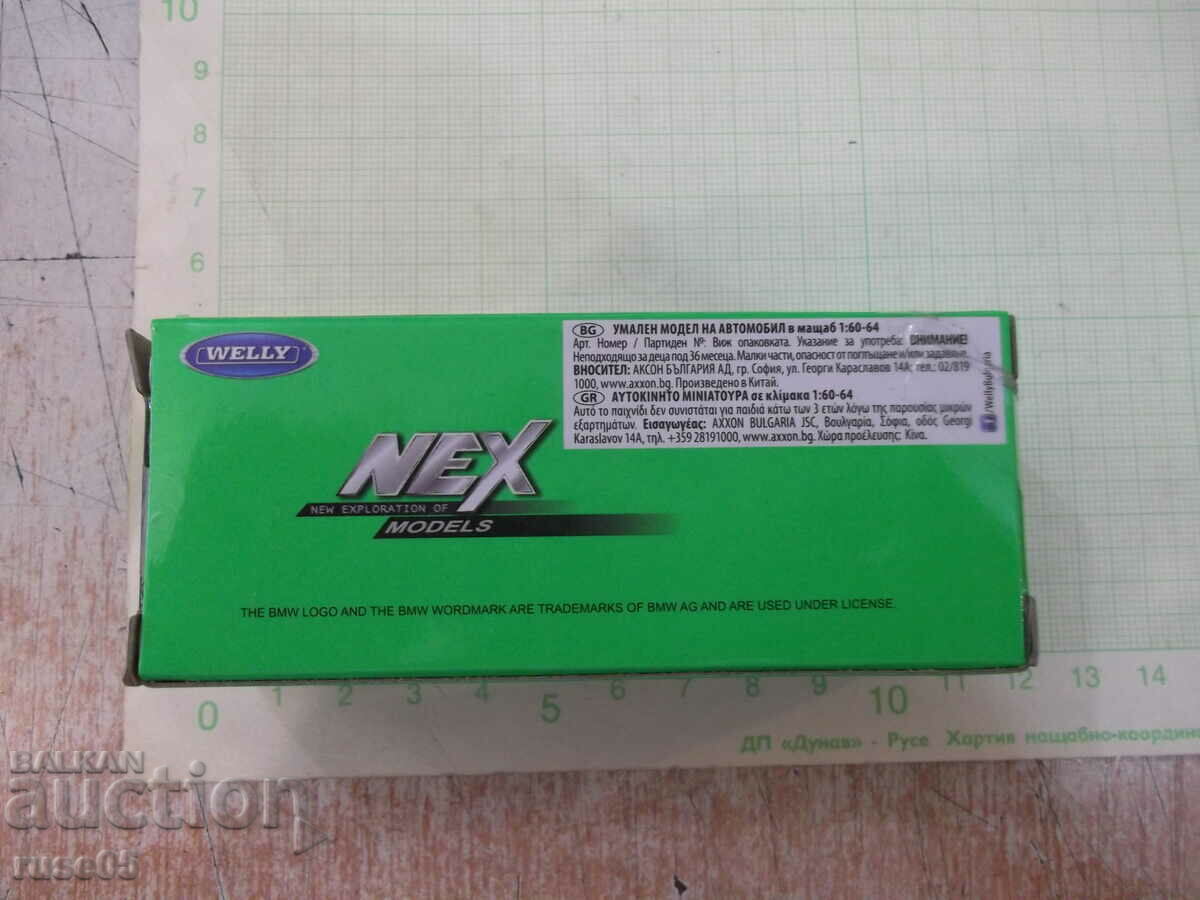 10
9
8
7
6
WELLY
BG УМАЛЕН МОДЕЛ НА АВТОМОБИЛ в мащаб 1:60-64
Арт. Номер / Партиден №: Виж опаковката. Указание за употреба: ВНИМАНИЕ!
Неподходящо за деца под 36 месеца. Малки части, опасност от поглъщане и/или задавяне.
ВНОСИТЕЛ: АКСОН БЪЛГАРИЯ АД, гр. София, ул. Георги Караславов 14А, тел.: 02/819
1000, www.axxon.bg. Произведено в Китай.
GR ΑΥΤΟΚΙΝΗΤΟ ΜΙΝΙΑΤΟΥΡΑ σε κλίμακα 1:60-64
Αυτό το παιχνίδι δεν συνιστάται για παιδιά κάτω των 3 ετών λόγω της παρουσίας μικρών
εξαρτημάτων. Εισαγωγέας: AXXON BULGARIA JSC, Βουλγαρία, Σόφια, οδός Georgi
Karaslavov 14A, τηλ. +359 28191000, www.axxon.bg. Χώρα προέλευσης: Κίνα.
/WellyBulgaria
NEX
NEW EXPLORATION OF
MODELS
THE BMW LOGO AND THE BMW WORDMARK ARE TRADEMARKS OF BMW AG AND ARE USED UNDER LICENSE.
0 1 2 3 4 5 6 7 8 9 10 11 12 13 14
ДП «Дунав» - Русе Хартия мащабно-координа
BALKAN
auction
ruse05